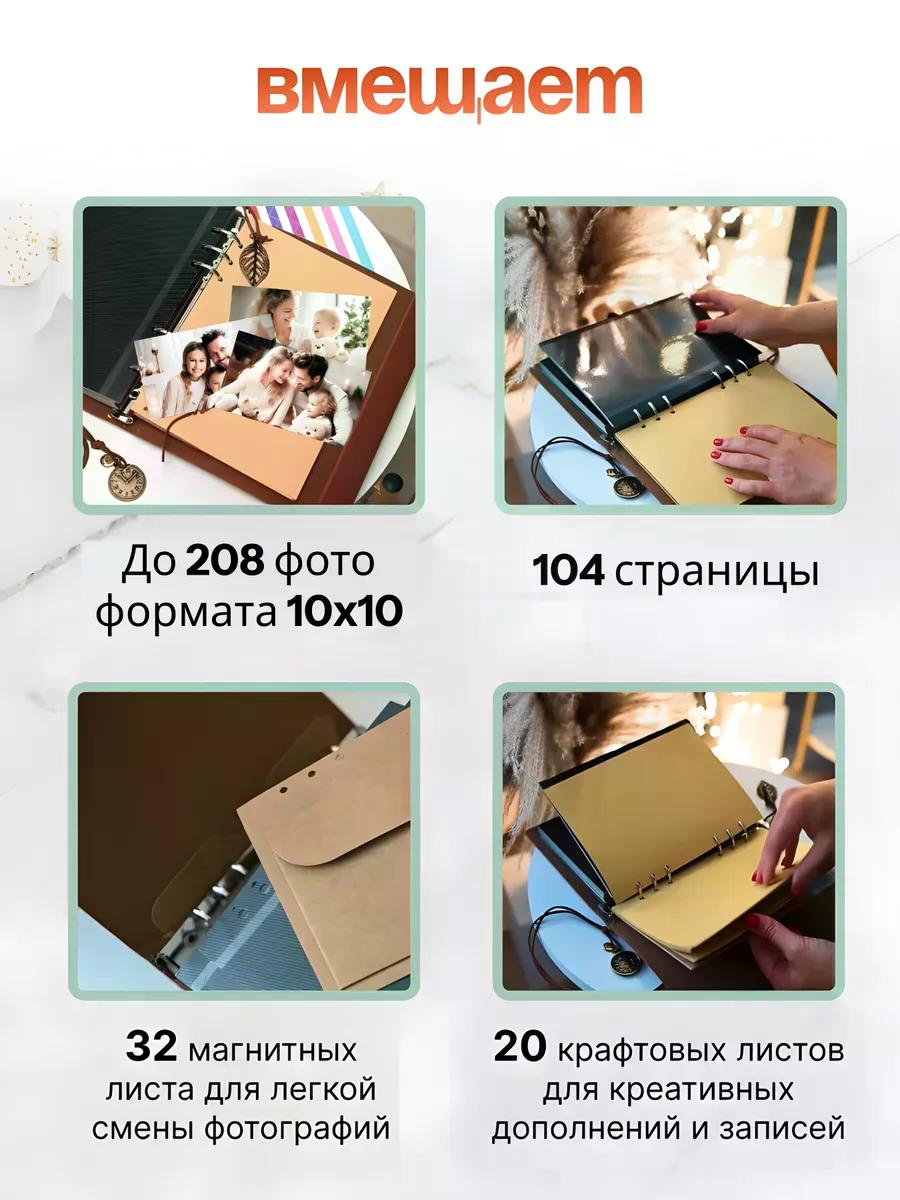 вмещает
До 208 фото
формата 10x10
104 страницы
32 магнитных
листа для легкой
смены фотографий
20 крафтовых листов
для креативных
дополнений и записей